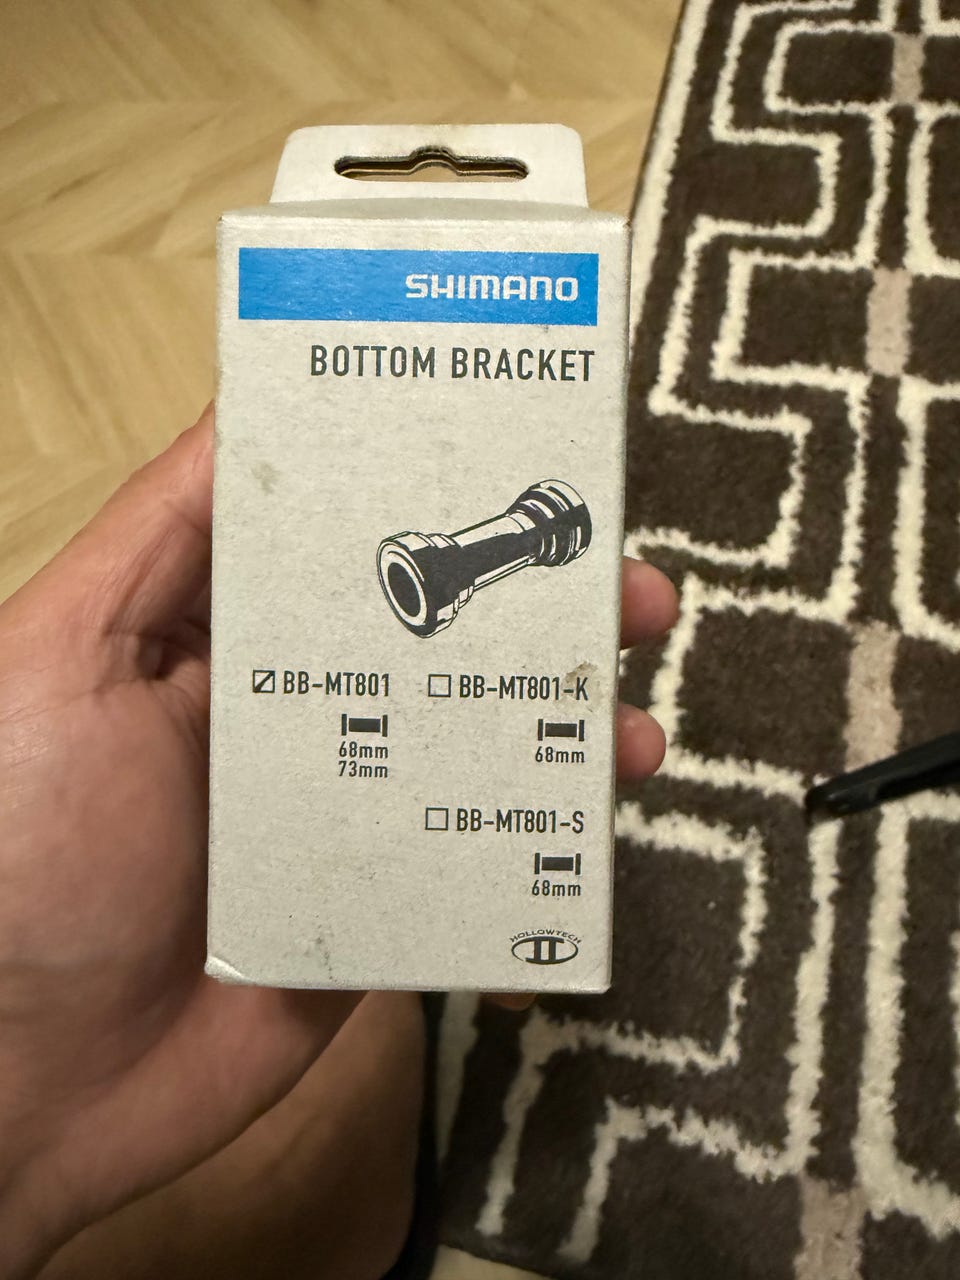 SHIMANO
BOTTOM BRACKET
BB-MT801
68mm
73mm
BB-MT801-K
68mm
BB-MT801-S
68mm
HOLLOWTECH
II